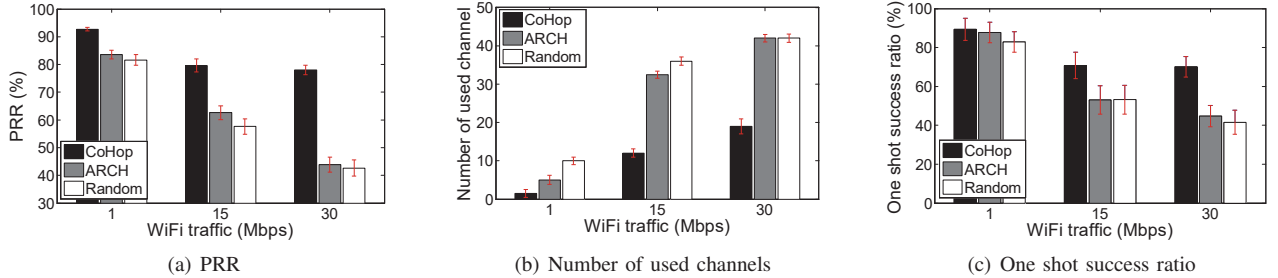 100
90
80
70
60
50
40
30
PRR (%)
CoHop
ARCH
Random
1 15 30
WiFi traffic (Mbps)
(a) PRR
50
40
30
20
10
0
Number of used channel
CoHop
ARCH
Random
1 15 30
WiFi traffic (Mbps)
(b) Number of used channels
100
80
60
40
20
0
One shot success ratio (%)
CoHop
ARCH
Random
1 15 30
WiFi traffic (Mbps)
(c) One shot success ratio